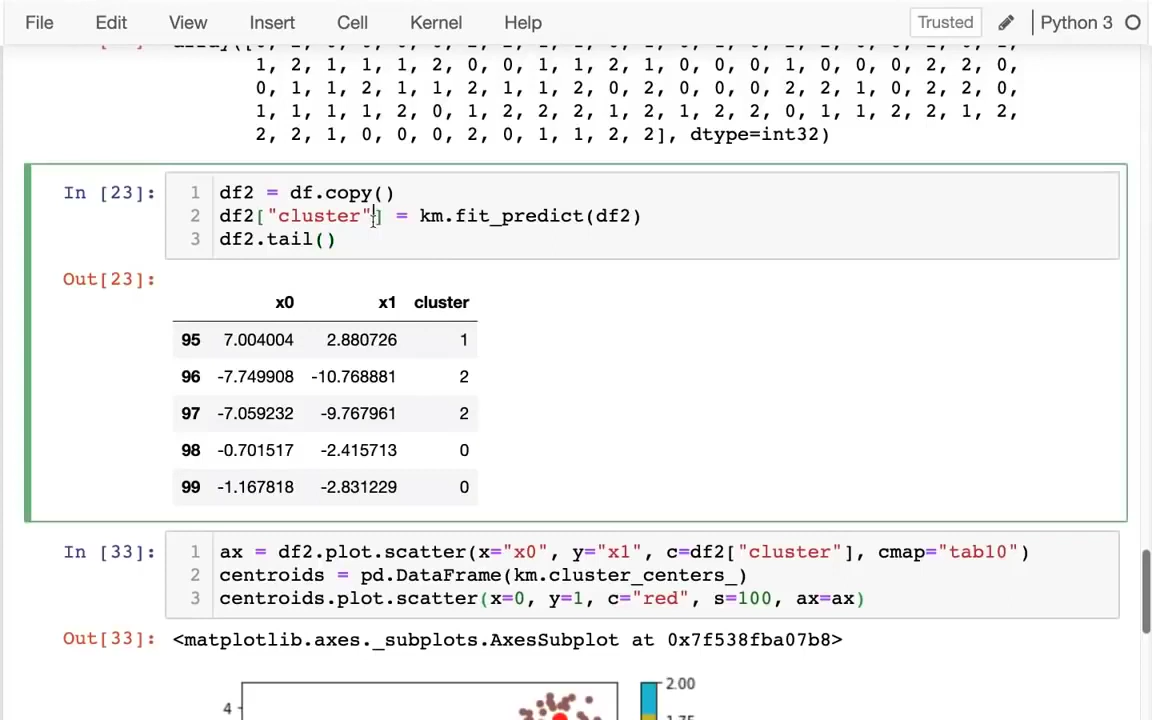 File Edit View Insert Cell Kernel Help Trusted Python 3
1, 2, 1, 1, 1, 2, 0, 0, 1, 1, 2, 1, 0, 0, 0, 1, 0, 0, 0, 2, 2, 0,
0, 1, 1, 2, 1, 1, 2, 1, 1, 2, 0, 2, 0, 0, 0, 2, 2, 1, 0, 2, 2, 0,
1, 1, 1, 1, 2, 0, 1, 2, 2, 2, 1, 2, 1, 2, 2, 0, 1, 1, 2, 2, 1, 2,
2, 2, 1, 0, 0, 0, 2, 0, 1, 1, 2, 2], dtype=int32)
In [23]: 1 df2 = df.copy()
2 df2["cluster"] = km.fit_predict(df2)
3 df2.tail()
Out[23]:
x0 x1 cluster
95 7.004004 2.880726 1
96 -7.749908 -10.768881 2
97 -7.059232 -9.767961 2
98 -0.701517 -2.415713 0
99 -1.167818 -2.831229 0
In [33]: 1 ax = df2.plot.scatter(x="x0", y="x1", c=df2["cluster"], cmap="tab10")
2 centroids = pd.DataFrame(km.cluster_centers_)
3 centroids.plot.scatter(x=0, y=1, c="red", s=100, ax=ax)
Out[33]: <matplotlib.axes._subplots.AxesSubplot at 0x7f538fba07b8>
2.00
4